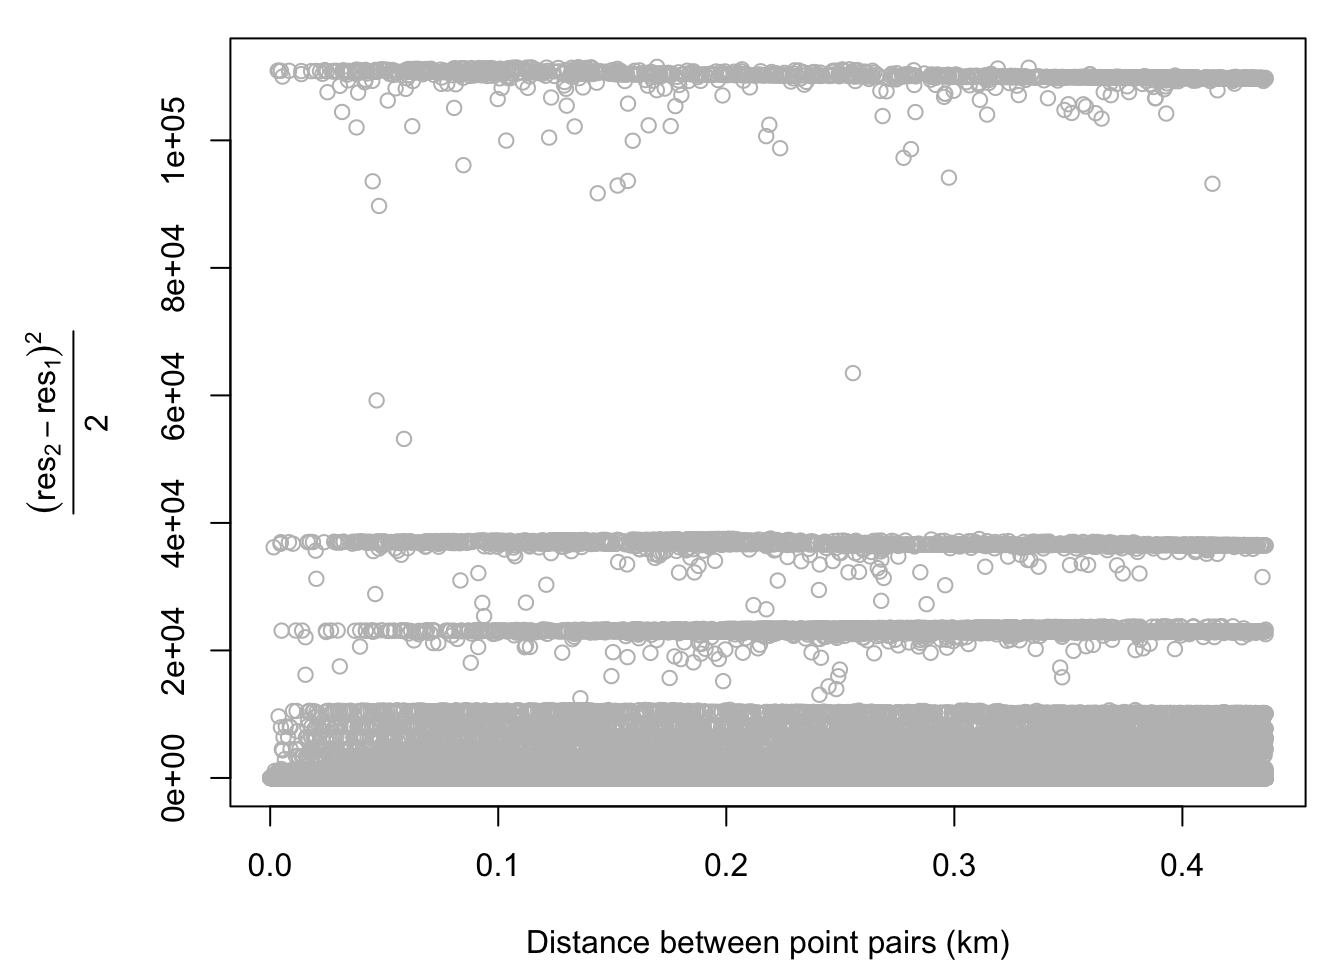 (res₂ − res₁)²
2
1e+05
8e+04
6e+04
4e+04
2e+04
0e+00
0.0 0.1 0.2 0.3 0.4
Distance between point pairs (km)